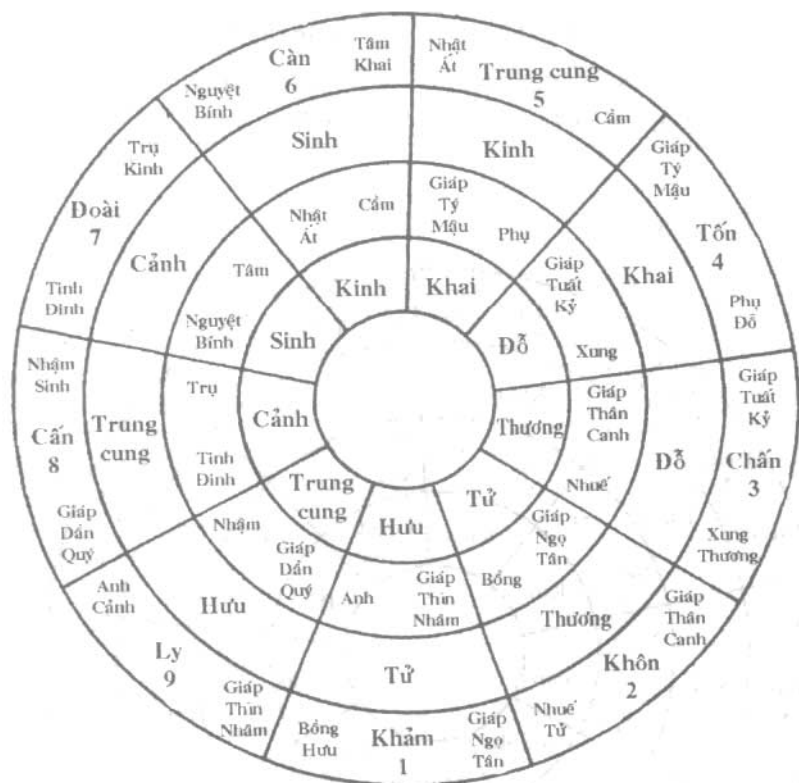 Càn
6
Tâm
Khai
Nguyệt
Bính
Nhật
Ất
Trung cung
5
Cầm
Giáp
Tý
Mậu
Tốn
4
Phụ
Đỗ
Giáp
Tuất
Kỷ
Chấn
3
Xung
Thương
Giáp
Thân
Canh
Khôn
2
Nhuế
Tử
Giáp
Ngọ
Tân
Khảm
1
Bồng
Hưu
Giáp
Thìn
Nhâm
Ly
9
Anh
Cảnh
Giáp
Dần
Quý
Cấn
8
Nhậm
Sinh
Tinh
Đinh
Đoài
7
Trụ
Kinh
Sinh
Kinh
Khai
Đỗ
Thương
Tử
Hưu
Trung
cung
Cảnh
Nhật
Ất
Cầm
Giáp
Tý
Mậu
Phụ
Giáp
Tuất
Kỷ
Xung
Giáp
Thân
Canh
Nhuế
Giáp
Ngọ
Tân
Bồng
Giáp
Thìn
Nhâm
Anh
Giáp
Dần
Quý
Nhậm
Tinh
Đinh
Trụ
Nguyệt
Bính
Tâm
Kinh
Khai
Đỗ
Thương
Tử
Hưu
Trung
cung
Cảnh
Sinh